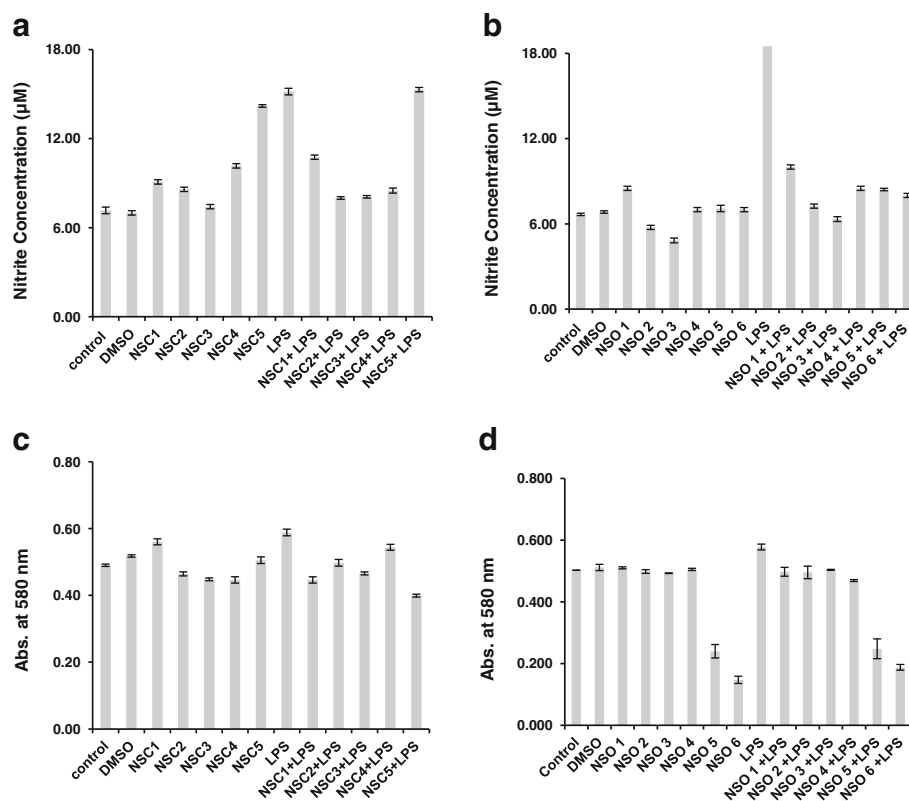 a
18.00
12.00
6.00
0.00
Nitrite Concentration (µM)
control
DMSO
NSC1
NSC2
NSC3
NSC4
NSC5
LPS
NSC1+ LPS
NSC2+ LPS
NSC3+ LPS
NSC4+ LPS
NSC5+ LPS
b
18.00
12.00
6.00
0.00
Nitrite Concentration (µM)
control
DMSO
NSO 1
NSO 2
NSO 3
NSO 4
NSO 5
NSO 6
LPS
NSO 1 + LPS
NSO 2 + LPS
NSO 3 + LPS
NSO 4 + LPS
NSO 5 + LPS
NSO 6 + LPS
c
0.80
0.60
0.40
0.20
0.00
Abs. at 580 nm
control
DMSO
NSC1
NSC2
NSC3
NSC4
NSC5
LPS
NSC1+LPS
NSC2+LPS
NSC3+LPS
NSC4+LPS
NSC5+LPS
d
0.800
0.600
0.400
0.200
0.000
Abs. at 580 nm
Control
DMSO
NSO 1
NSO 2
NSO 3
NSO 4
NSO 5
NSO 6
LPS
NSO 1 +LPS
NSO 2 +LPS
NSO 3 +LPS
NSO 4 +LPS
NSO 5 +LPS
NSO 6 +LPS